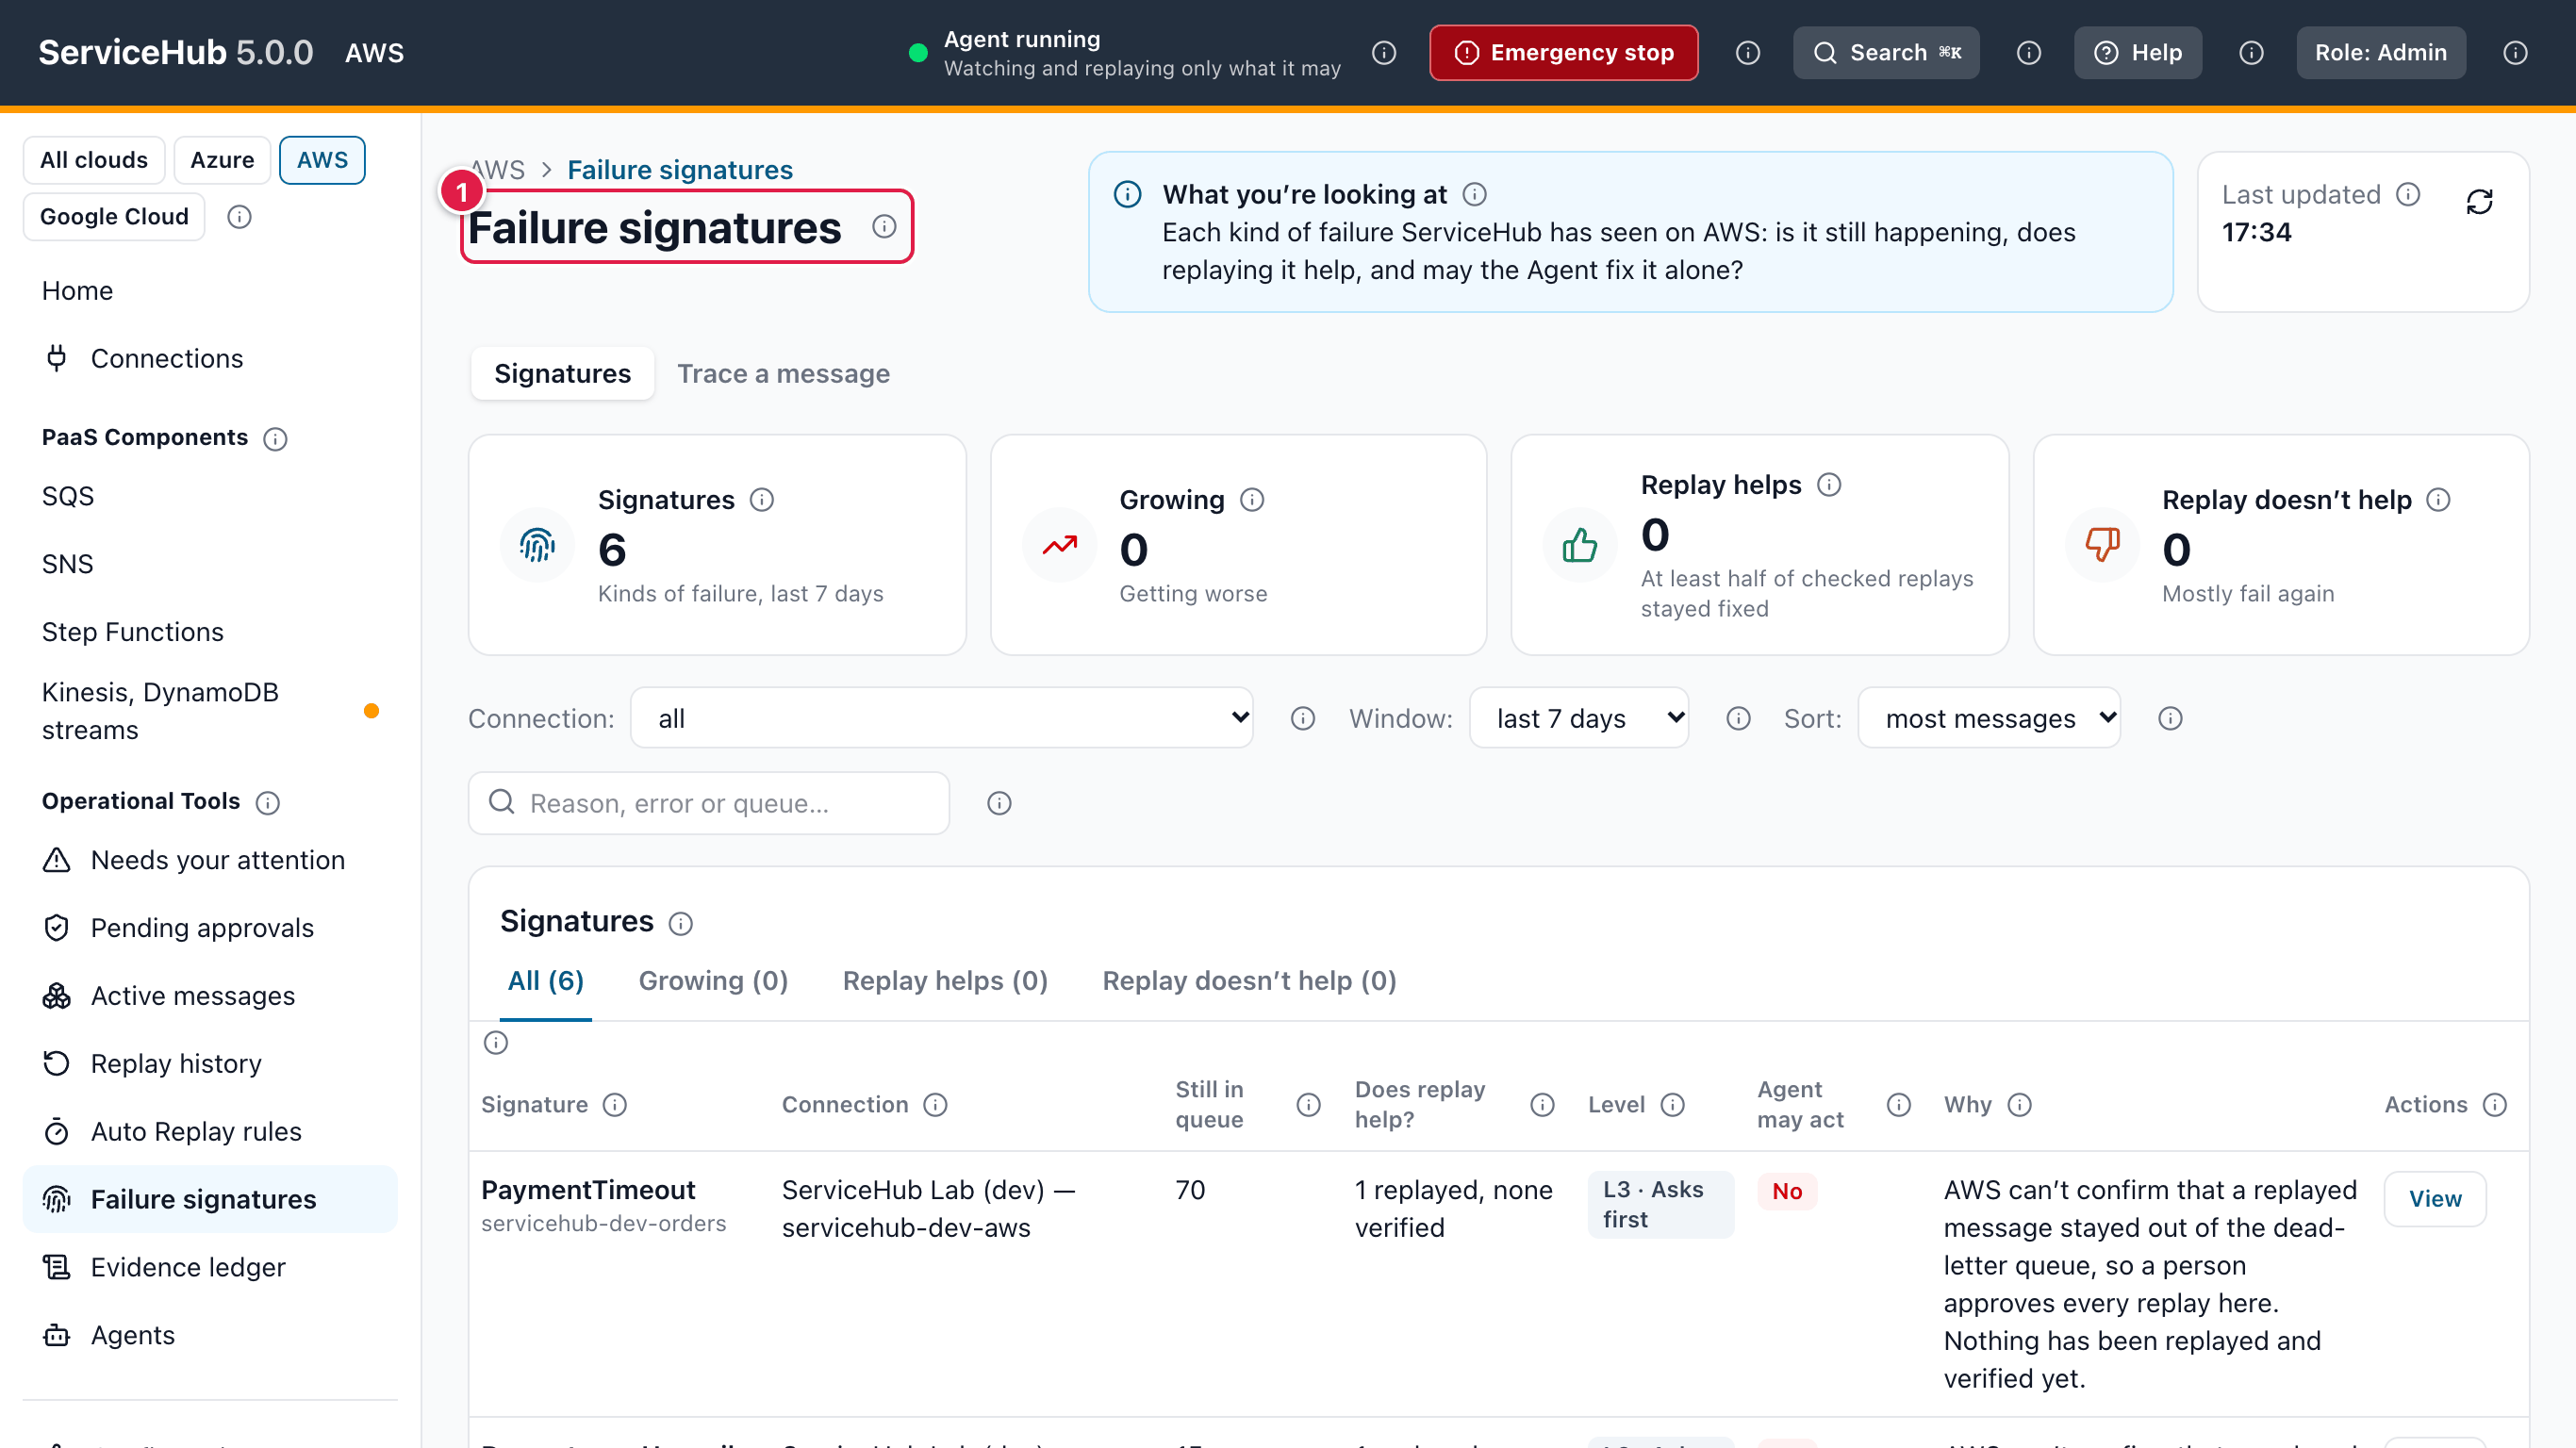 ServiceHub 5.0.0 AWS
Agent running
Watching and replaying only what it may
Emergency stop
Search ⌘K
Help
Role: Admin
All clouds
Azure
AWS
Google Cloud
Home
Connections
PaaS Components
SQS
SNS
Step Functions
Kinesis, DynamoDB
streams
Operational Tools
Needs your attention
Pending approvals
Active messages
Replay history
Auto Replay rules
Failure signatures
Evidence ledger
Agents
AWS > Failure signatures
1
Failure signatures
What you’re looking at
Each kind of failure ServiceHub has seen on AWS: is it still happening, does
replaying it help, and may the Agent fix it alone?
Last updated
17:34
Signatures
Trace a message
Signatures
6
Kinds of failure, last 7 days
Growing
0
Getting worse
Replay helps
0
At least half of checked replays
stayed fixed
Replay doesn’t help
0
Mostly fail again
Connection: all
Window: last 7 days
Sort: most messages
Reason, error or queue...
Signatures
All (6)
Growing (0)
Replay helps (0)
Replay doesn’t help (0)
Signature
Connection
Still in
queue
Does replay
help?
Level
Agent
may act
Why
Actions
PaymentTimeout
servicehub-dev-orders
ServiceHub Lab (dev) —
servicehub-dev-aws
70
1 replayed, none
verified
L3 · Asks
first
No
AWS can’t confirm that a replayed
message stayed out of the dead-
letter queue, so a person
approves every replay here.
Nothing has been replayed and
verified yet.
View